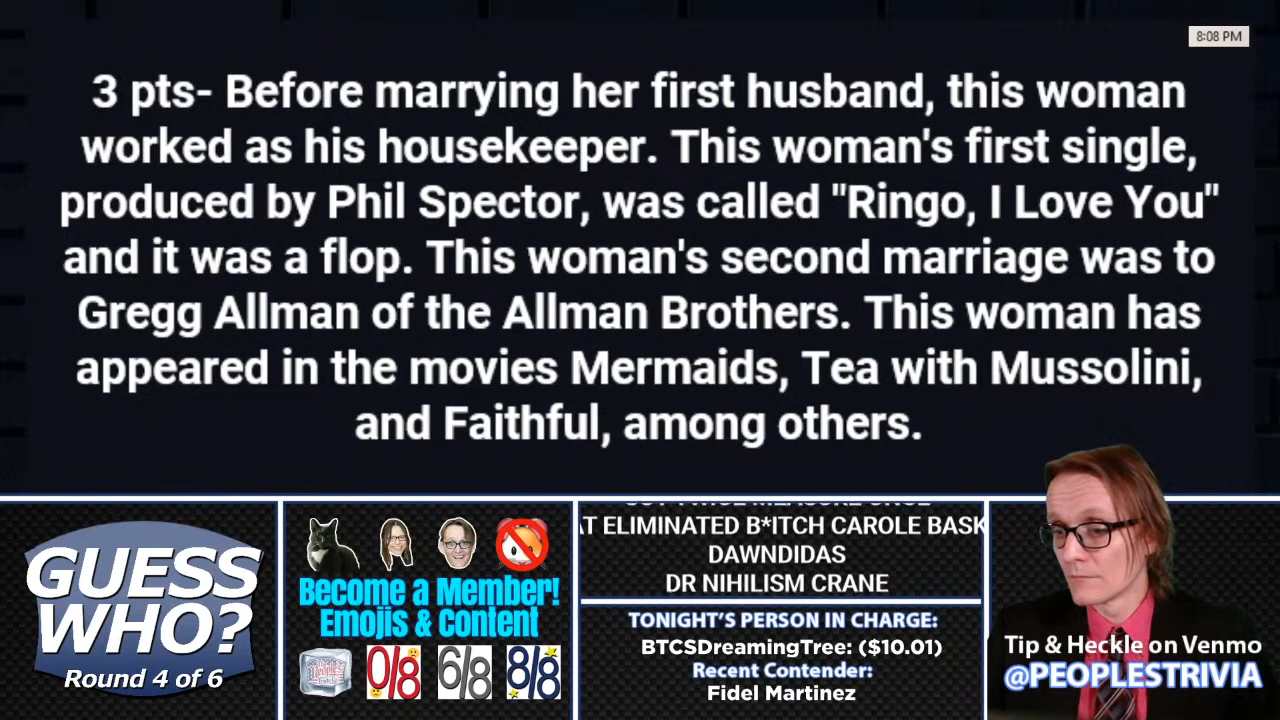 8:08 PM
3 pts- Before marrying her first husband, this woman
worked as his housekeeper. This woman's first single,
produced by Phil Spector, was called "Ringo, I Love You"
and it was a flop. This woman's second marriage was to
Gregg Allman of the Allman Brothers. This woman has
appeared in the movies Mermaids, Tea with Mussolini,
and Faithful, among others.
GUESS
WHO?
Round 4 of 6
Become a Member!
Emojis & Content
0/8 6/8 8/8
AT ELIMINATED B*ITCH CAROLE BASK
DAWNDIDAS
DR NIHILISM CRANE
TONIGHT'S PERSON IN CHARGE:
BTCSDreamingTree: ($10.01)
Recent Contender:
Fidel Martinez
Tip & Heckle on Venmo
@PEOPLESTRIVIA